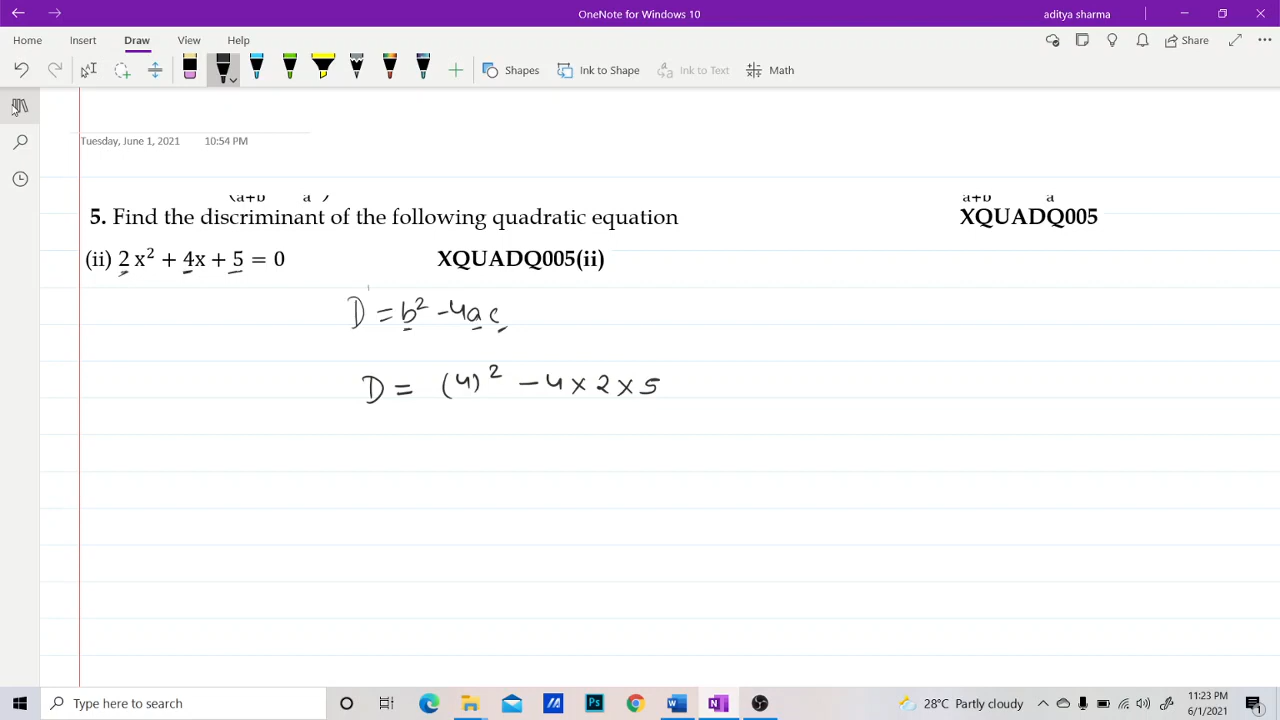 OneNote for Windows 10
aditya sharma
Home Insert Draw View Help
Share
Shapes Ink to Shape Ink to Text Math
Tuesday, June 1, 2021 10:54 PM
(a+b a ) a+b a
5. Find the discriminant of the following quadratic equation XQUADQ005
(ii) 2 x² + 4x + 5 = 0 XQUADQ005(ii)
D = b² - 4ac
D = (4)² - 4 × 2 × 5
Type here to search
28°C Partly cloudy
11:23 PM
6/1/2021